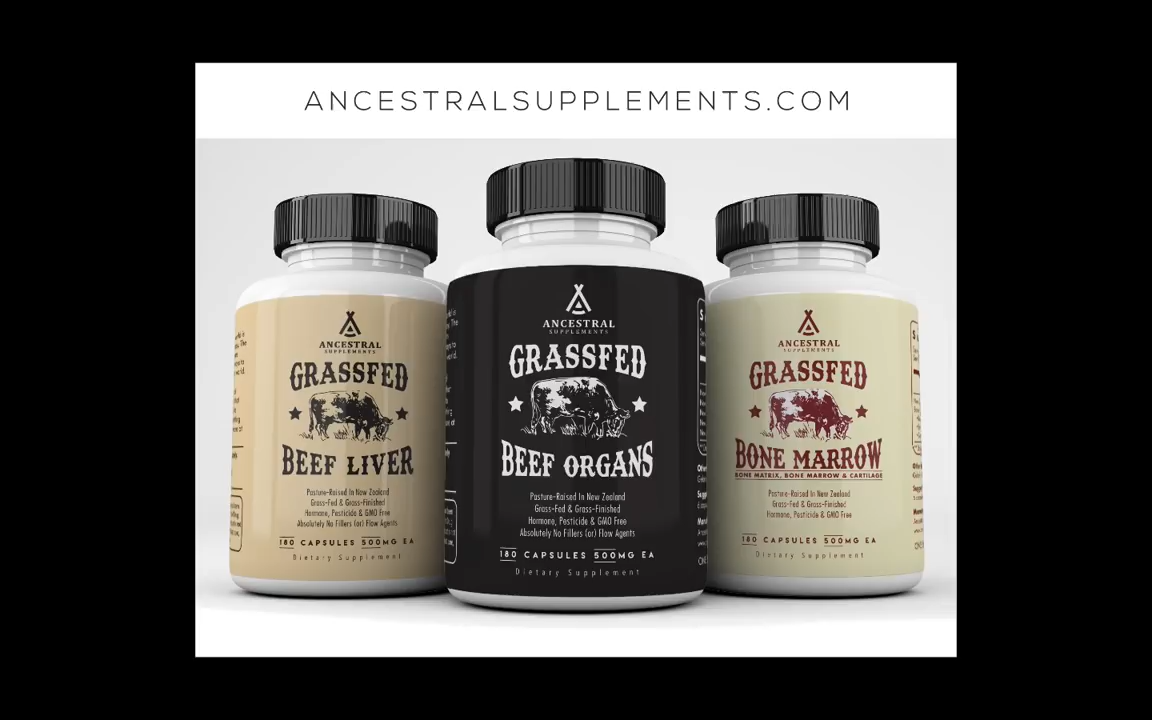 ANCESTRALSUPPLEMENTS.COM
ANCESTRAL
SUPPLEMENTS
GRASSFED
BEEF LIVER
Pasture-Raised In New Zealand
Grass-Fed & Grass-Finished
Hormone, Pesticide & GMO Free
Absolutely No Fillers (or) Flow Agents
180 CAPSULES 500MG EA
Dietary Supplement
ANCESTRAL
SUPPLEMENTS
GRASSFED
BEEF ORGANS
Pasture-Raised In New Zealand
Grass-Fed & Grass-Finished
Hormone, Pesticide & GMO Free
Absolutely No Fillers (or) Flow Agents
180 CAPSULES 500MG EA
Dietary Supplement
ANCESTRAL
SUPPLEMENTS
GRASSFED
BONE MARROW
BONE MATRIX, BONE MARROW & CARTILAGE
Pasture-Raised In New Zealand
Grass-Fed & Grass-Finished
Hormone, Pesticide & GMO Free
180 CAPSULES 500MG EA
Dietary Supplement